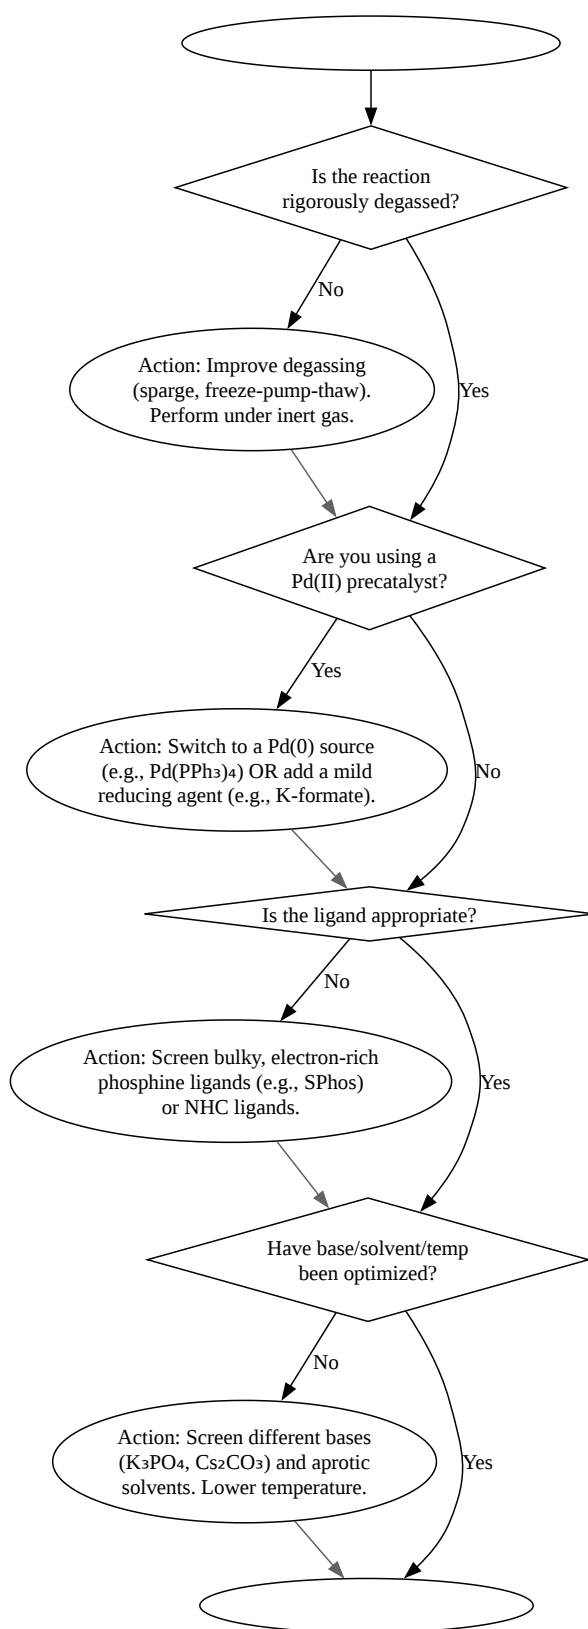 Is the reaction
rigorously degassed?
No
Action: Improve degassing
(sparge, freeze-pump-thaw).
Perform under inert gas.
Yes
Are you using a
Pd(II) precatalyst?
Yes
Action: Switch to a Pd(0) source
(e.g., Pd(PPh₃)₄) OR add a mild
reducing agent (e.g., K-formate).
No
Is the ligand appropriate?
No
Action: Screen bulky, electron-rich
phosphine ligands (e.g., SPhos)
or NHC ligands.
Yes
Have base/solvent/temp
been optimized?
No
Action: Screen different bases
(K₃PO₄, Cs₂CO₃) and aprotic
solvents. Lower temperature.
Yes